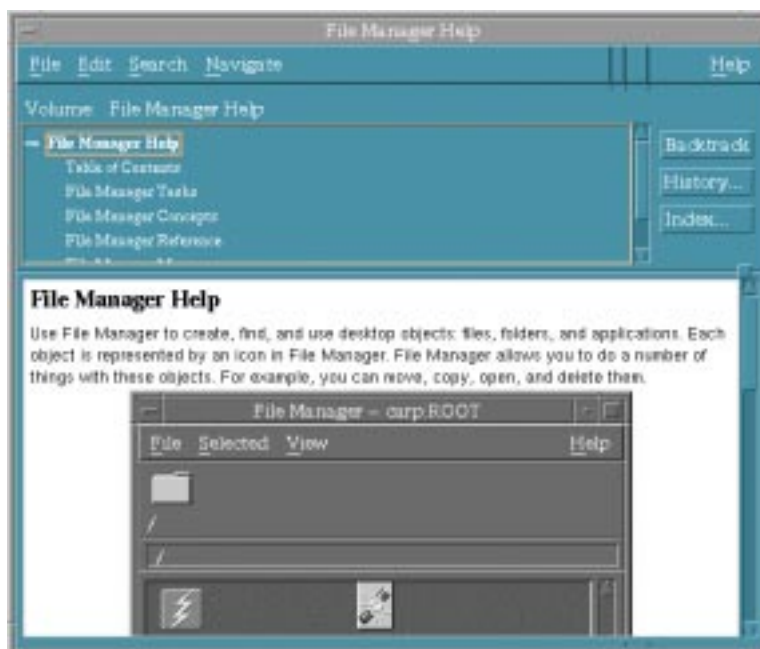 File Manager Help
File Edit Search Navigate Help
Volume: File Manager Help
File Manager Help
Table of Contents
File Manager Tasks
File Manager Concepts
File Manager Reference
Backtrack
History...
Index...
File Manager Help
Use File Manager to create, find, and use desktop objects: files, folders, and applications. Each
object is represented by an icon in File Manager. File Manager allows you to do a number of
things with these objects. For example, you can move, copy, open, and delete them.
File Manager – carp.ROOT
File Selected View Help
/
/